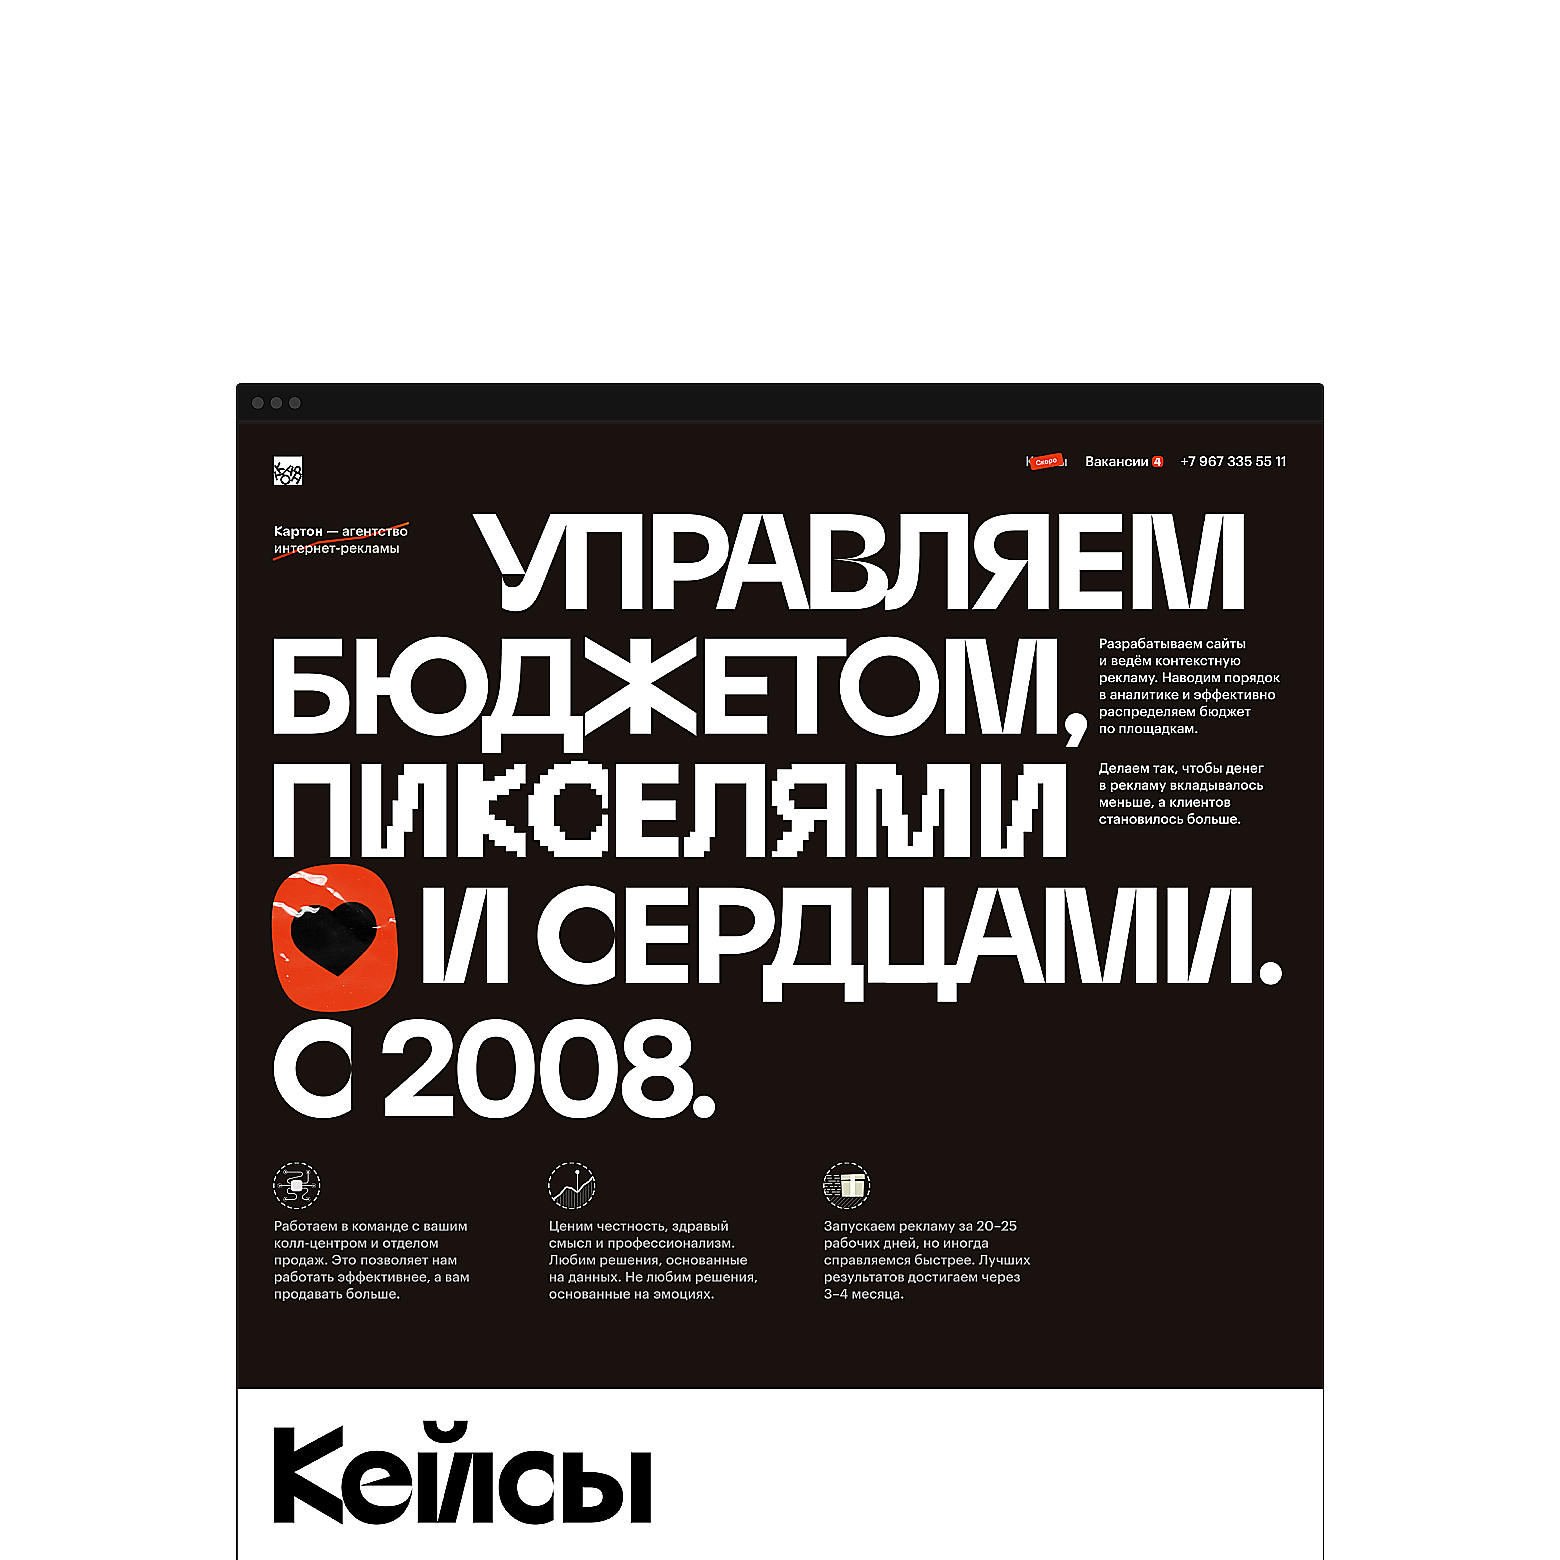 Скоро
Вакансии 4
+7 967 335 55 11
Картон — агентство
интернет-рекламы
УПРАВЛЯЕМ
БЮДЖЕТОМ,
ПИКСЕЛЯМИ
И СЕРДЦАМИ.
С 2008.
Разрабатываем сайты
и ведём контекстную
рекламу. Наводим порядок
в аналитике и эффективно
распределяем бюджет
по площадкам.
Делаем так, чтобы денег
в рекламу вкладывалось
меньше, а клиентов
становилось больше.
Работаем в команде с вашим
колл-центром и отделом
продаж. Это позволяет нам
работать эффективнее, а вам
продавать больше.
Ценим честность, здравый
смысл и профессионализм.
Любим решения, основанные
на данных. Не любим решения,
основанные на эмоциях.
Запускаем рекламу за 20–25
рабочих дней, но иногда
справляемся быстрее. Лучших
результатов достигаем через
3–4 месяца.
Кейсы